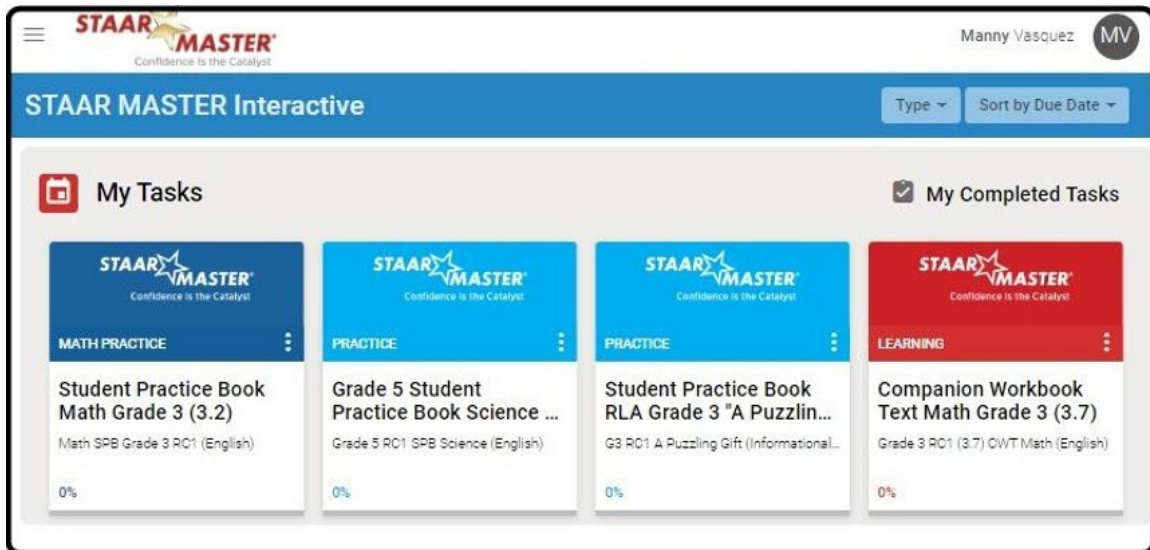 STAAR
MASTER®
Confidence Is the Catalyst
Manny Vasquez
MV
STAAR MASTER Interactive
Type
Sort by Due Date
My Tasks
My Completed Tasks
STAAR
MASTER®
Confidence Is the Catalyst
MATH PRACTICE
Student Practice Book
Math Grade 3 (3.2)
Math SPB Grade 3 RC1 (English)
0%
STAAR
MASTER®
Confidence Is the Catalyst
PRACTICE
Grade 5 Student
Practice Book Science ...
Grade 5 RC1 SPB Science (English)
0%
STAAR
MASTER®
Confidence Is the Catalyst
PRACTICE
Student Practice Book
RLA Grade 3 "A Puzzlin...
G3 RC1 A Puzzling Gift (Informational...
0%
STAAR
MASTER®
Confidence Is the Catalyst
LEARNING
Companion Workbook
Text Math Grade 3 (3.7)
Grade 3 RC1 (3.7) CWT Math (English)
0%